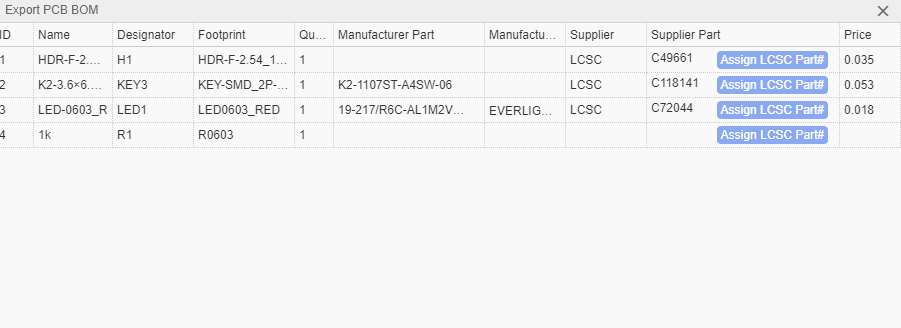 Export PCB BOM
ID Name Designator Footprint Qu... Manufacturer Part Manufactu... Supplier Supplier Part Price
1 HDR-F-2.... H1 HDR-F-2.54_1... 1 LCSC C49661 Assign LCSC Part# 0.035
2 K2-3.6×6.... KEY3 KEY-SMD_2P-... 1 K2-1107ST-A4SW-06 LCSC C118141 Assign LCSC Part# 0.053
3 LED-0603_R LED1 LED0603_RED 1 19-217/R6C-AL1M2V... EVERLIG... LCSC C72044 Assign LCSC Part# 0.018
4 1k R1 R0603 1 Assign LCSC Part#